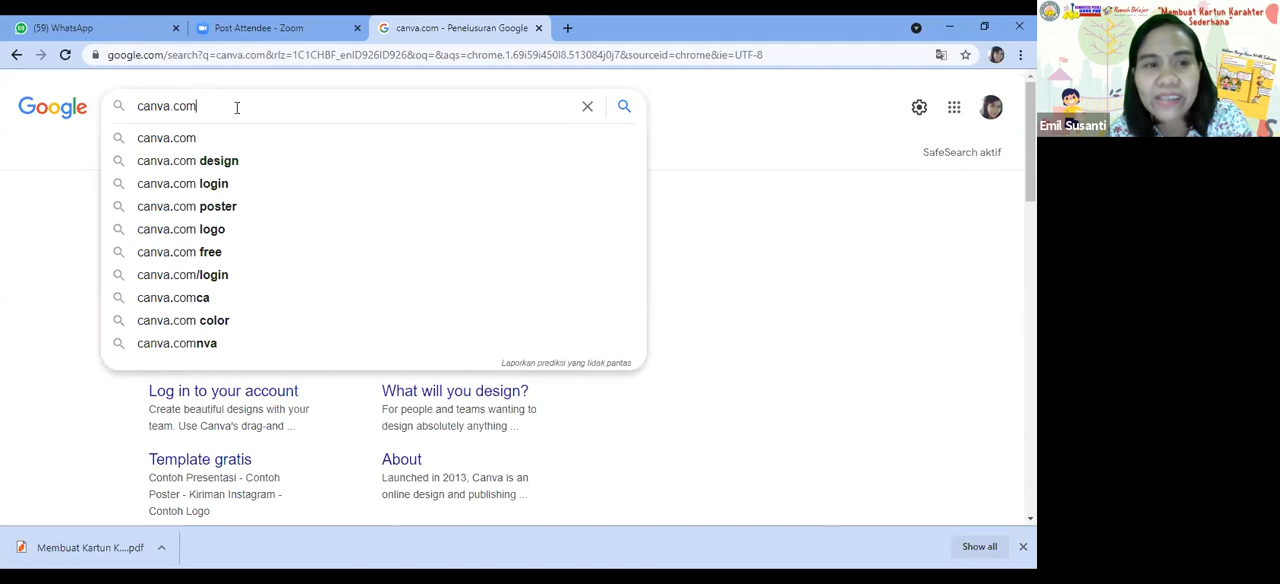 (59) WhatsApp
Post Attendee - Zoom
canva.com - Penelusuran Google
google.com/search?q=canva.com&rlz=1C1CHBF_enID926ID926&oq=&aqs=chrome.1.69i59i450l8.513084j0j7&sourceid=chrome&ie=UTF-8
Google
canva.com
canva.com
canva.com design
canva.com login
canva.com poster
canva.com logo
canva.com free
canva.com/login
canva.comca
canva.com color
canva.comnva
Laporkan prediksi yang tidak pantas
SafeSearch aktif
Log in to your account
Create beautiful designs with your
team. Use Canva's drag-and ...
What will you design?
For people and teams wanting to
design absolutely anything ...
Template gratis
Contoh Presentasi - Contoh
Poster - Kiriman Instagram -
Contoh Logo
About
Launched in 2013, Canva is an
online design and publishing ...
Membuat Kartun K....pdf
Show all
Rumah Belajar
"Membuat Kartun Karakter
Sederhana"
Emil Susanti